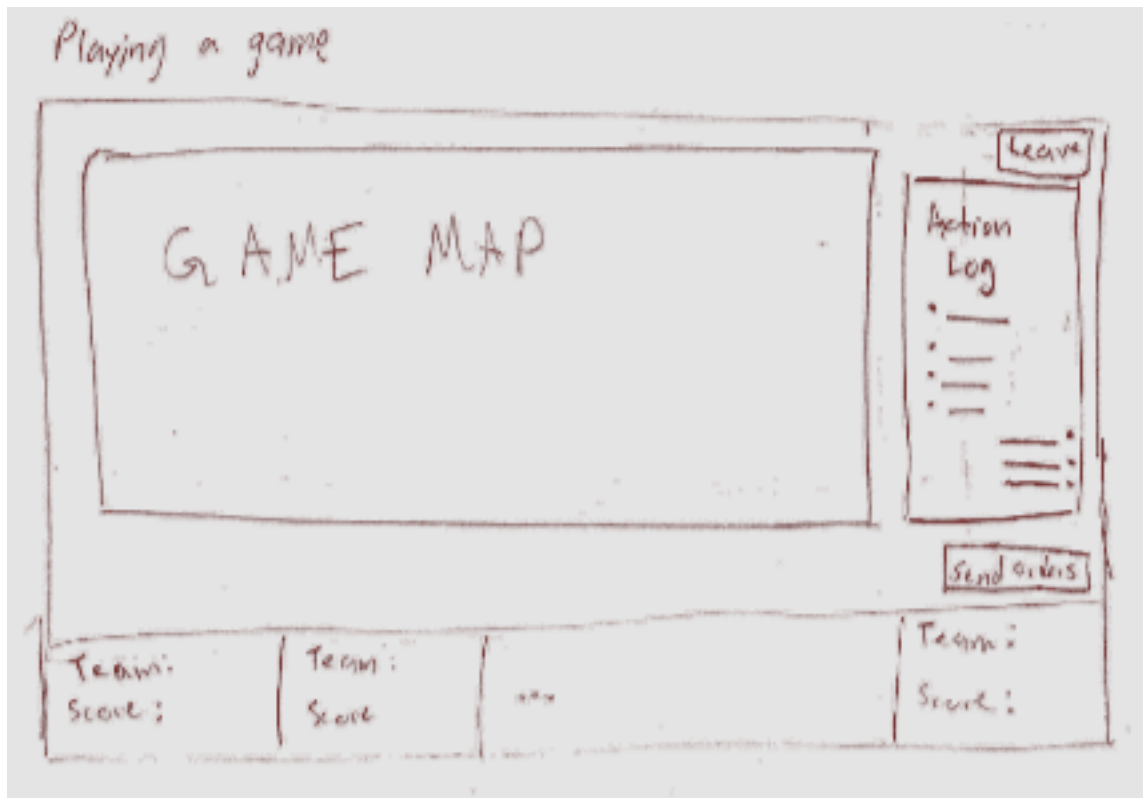 Playing a game
Leave
GAME MAP
Action
Log
Send orders
Team:
Score:
Team:
Score
...
Team:
Score: